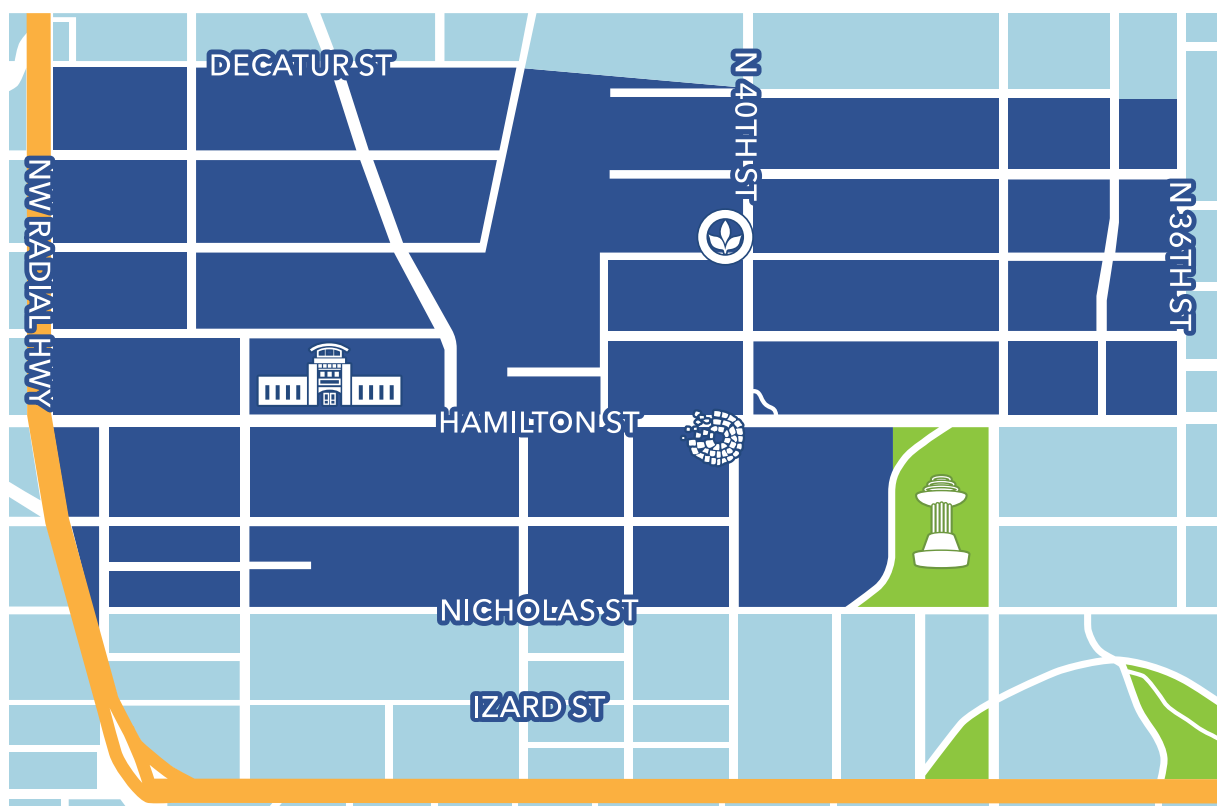 DECATUR ST
N 40TH ST
NW RADIAL HWY
N 36TH ST
HAMILTON ST
NICHOLAS ST
IZARD ST